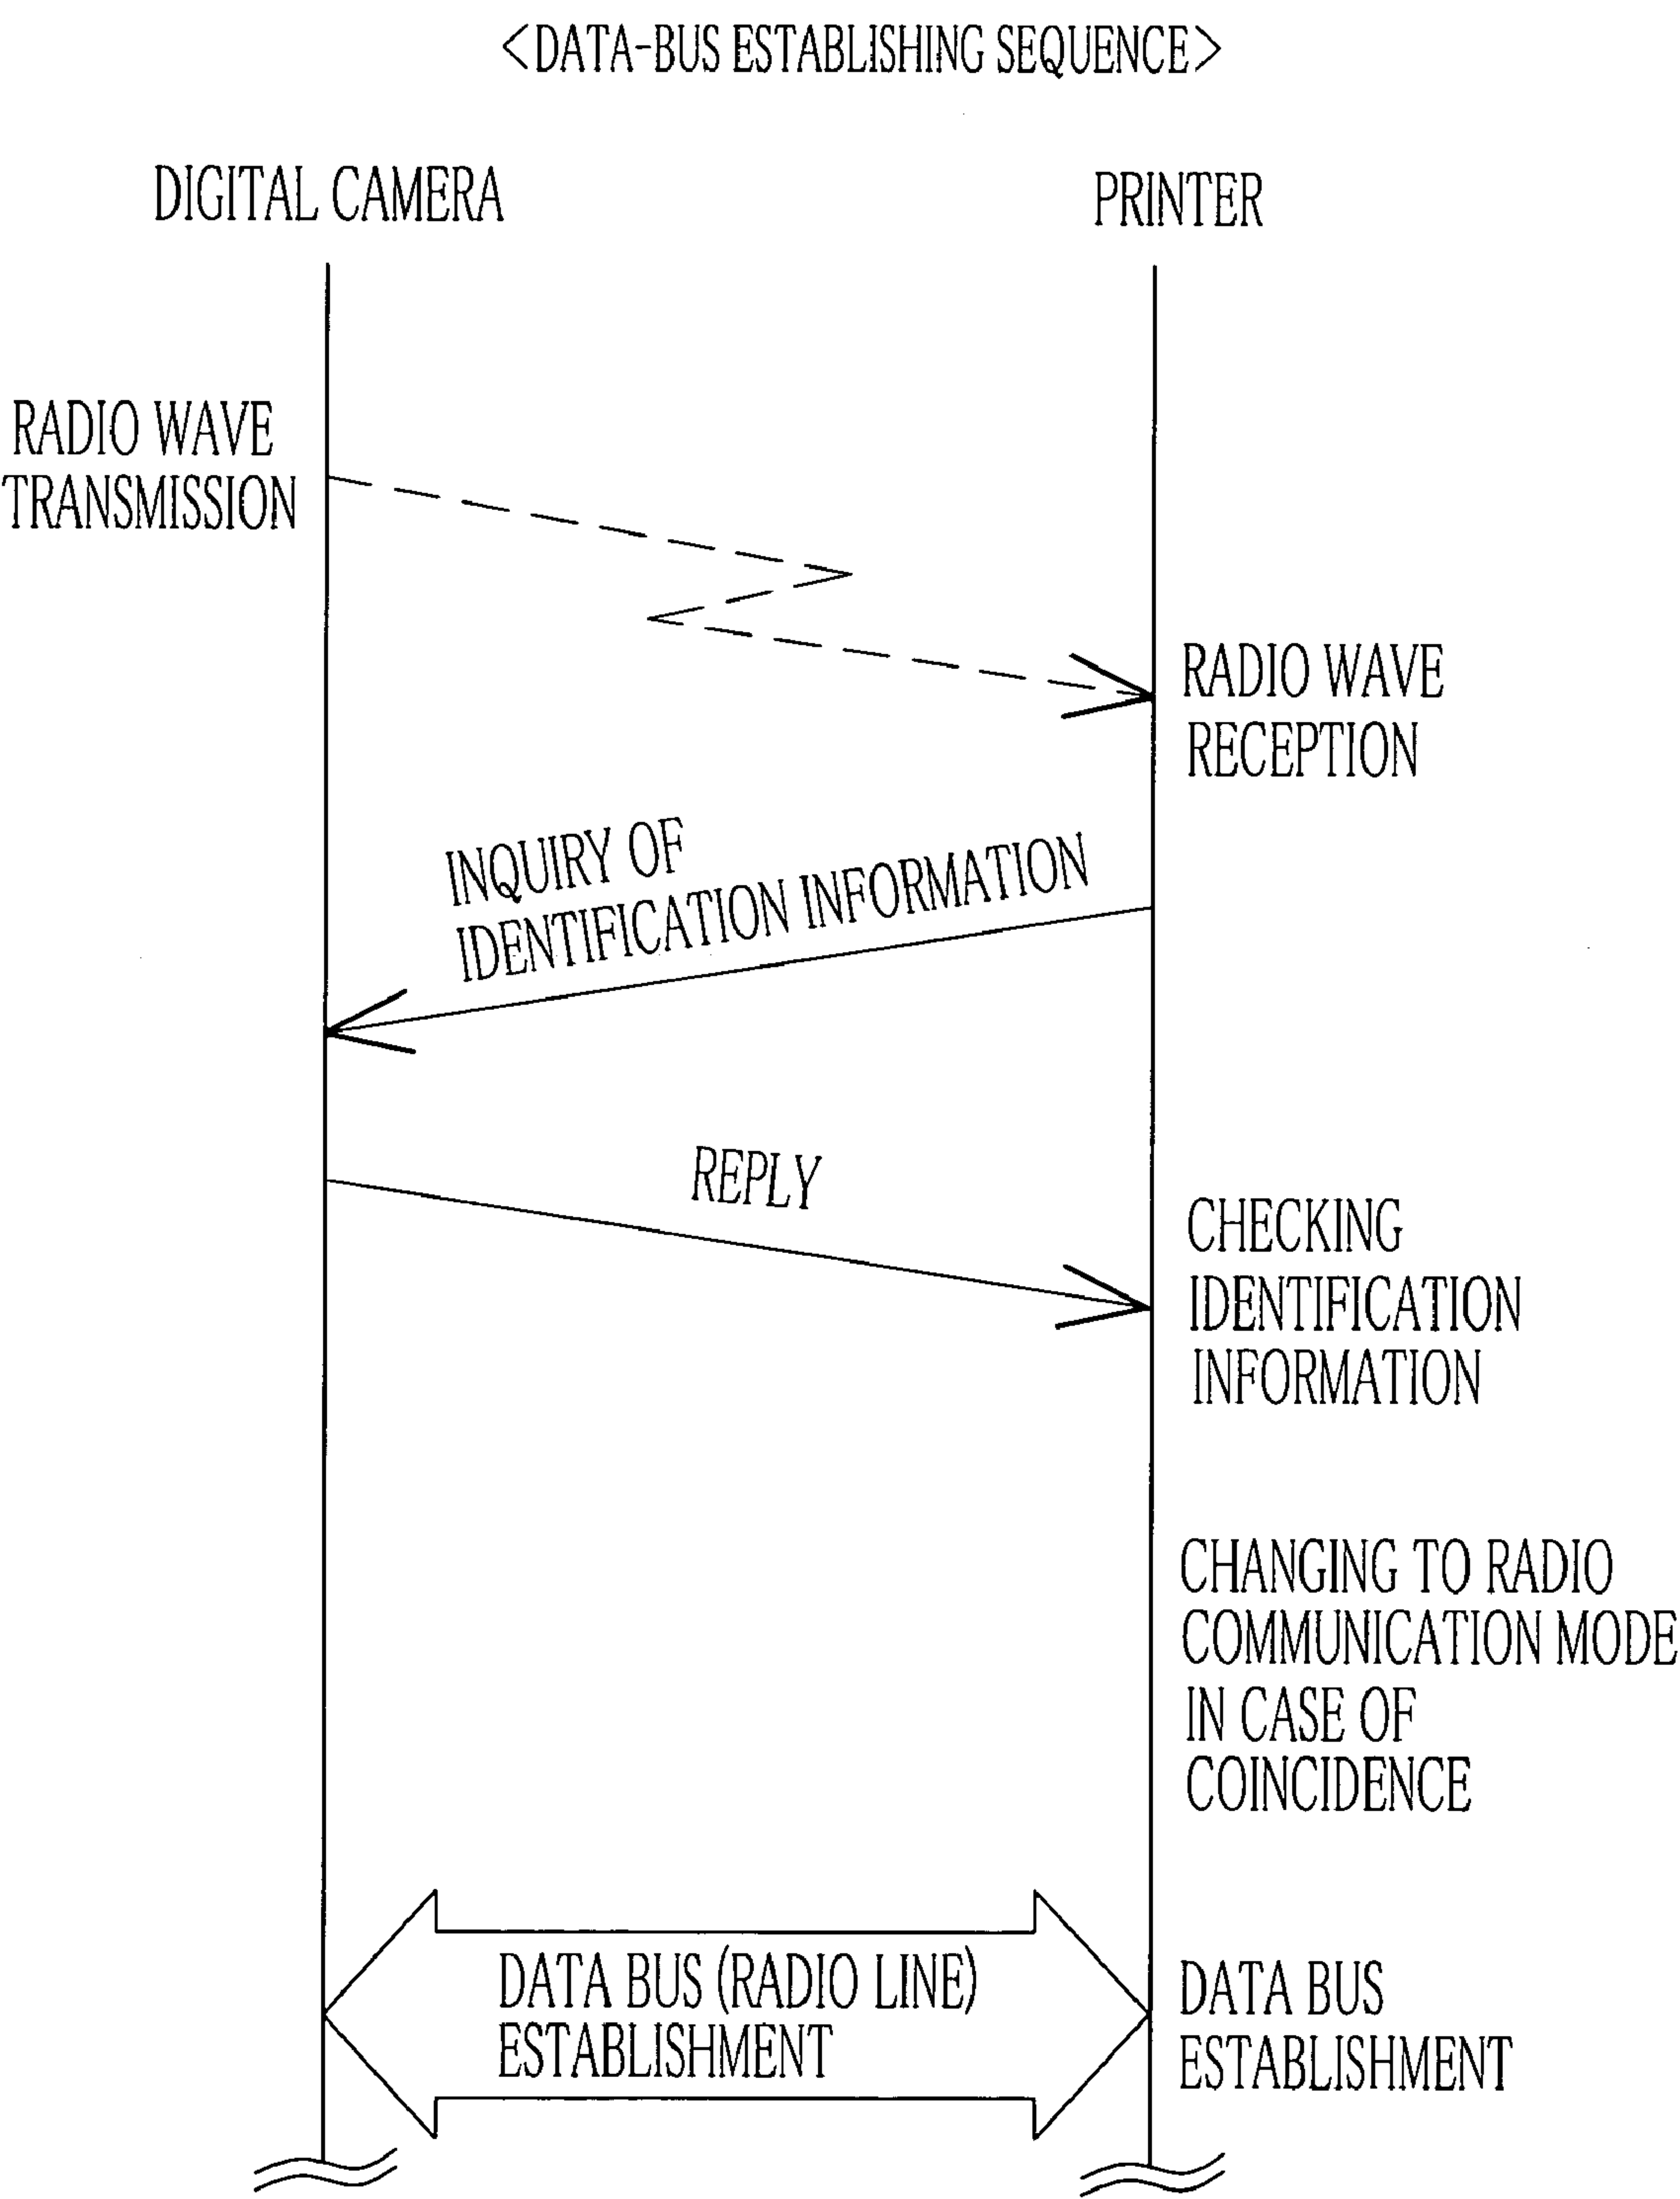 <DATA-BUS ESTABLISHING SEQUENCE>
DIGITAL CAMERA
PRINTER
RADIO WAVE
TRANSMISSION
RADIO WAVE
RECEPTION
INQUIRY OF
IDENTIFICATION INFORMATION
REPLY
CHECKING
IDENTIFICATION
INFORMATION
CHANGING TO RADIO
COMMUNICATION MODE
IN CASE OF
COINCIDENCE
DATA BUS (RADIO LINE)
ESTABLISHMENT
DATA BUS
ESTABLISHMENT